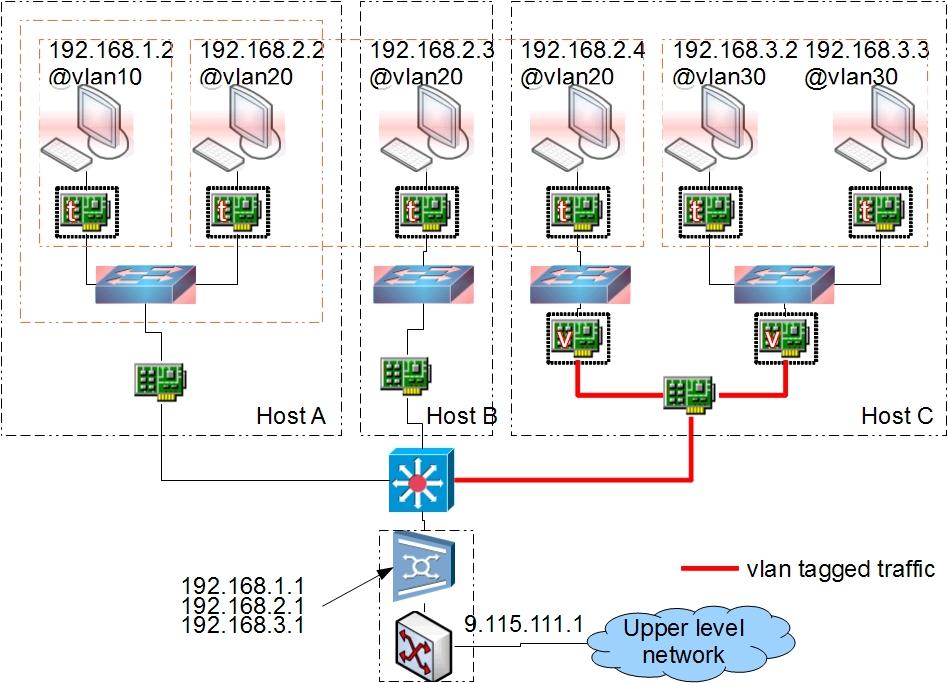 192.168.1.2
@vlan10
192.168.2.2
@vlan20
192.168.2.3
@vlan20
192.168.2.4
@vlan20
192.168.3.2
@vlan30
192.168.3.3
@vlan30
t
t
t
t
t
t
v
v
Host A
Host B
Host C
vlan tagged traffic
192.168.1.1
192.168.2.1
192.168.3.1
9.115.111.1
Upper level
network